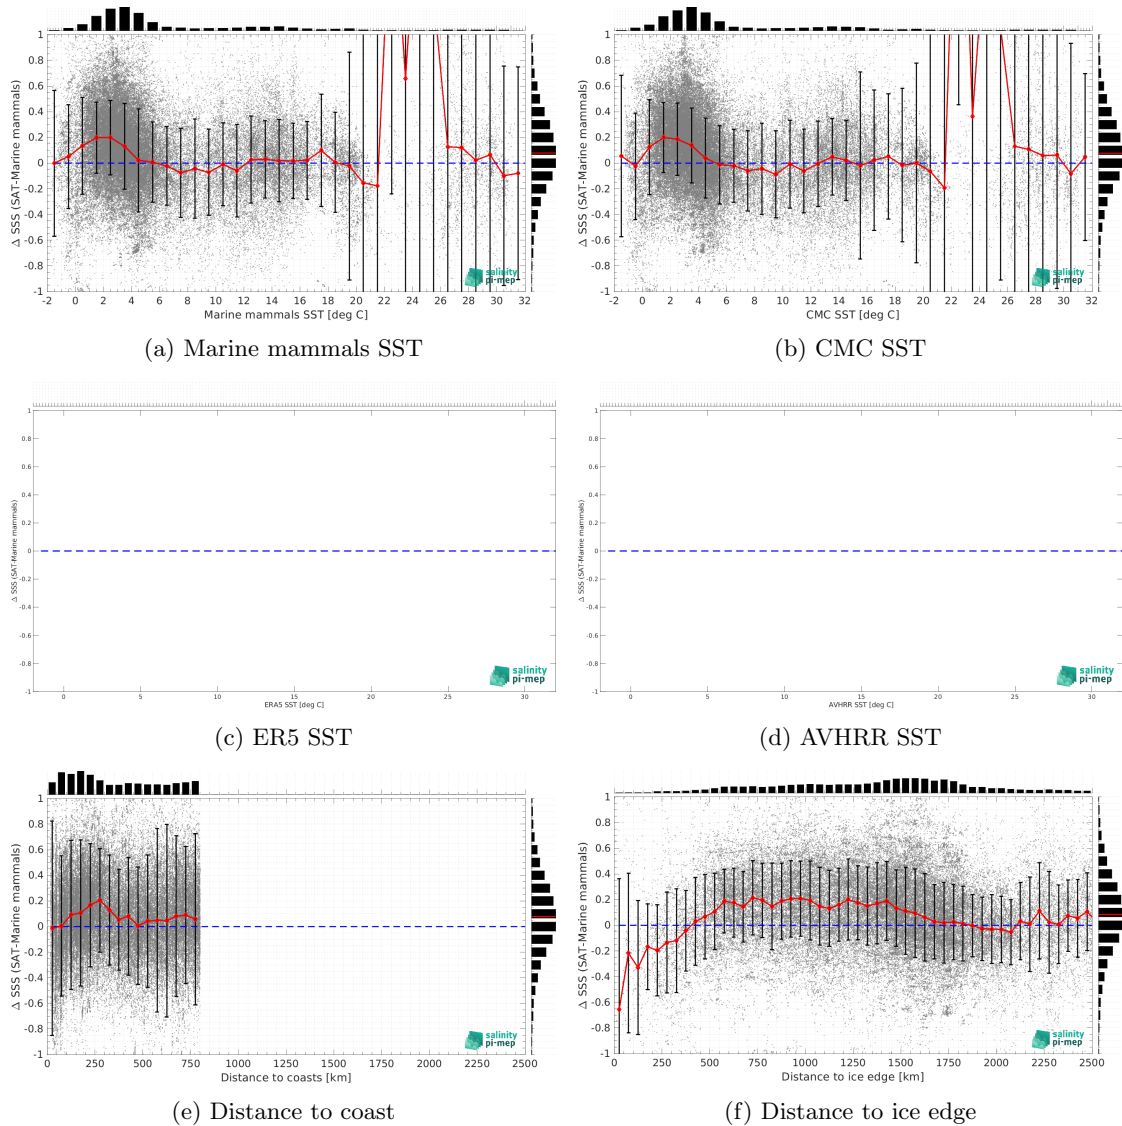 1
0.8
0.6
0.4
0.2
0
-0.2
-0.4
-0.6
-0.8
-1
Δ SSS (SAT-Marine mammals)
-2 0 2 4 6 8 10 12 14 16 18 20 22 24 26 28 30 32
Marine mammals SST [deg C]
salinity
pi-mep
(a) Marine mammals SST
1
0.8
0.6
0.4
0.2
0
-0.2
-0.4
-0.6
-0.8
-1
Δ SSS (SAT-Marine mammals)
-2 0 2 4 6 8 10 12 14 16 18 20 22 24 26 28 30 32
CMC SST [deg C]
salinity
pi-mep
(b) CMC SST
1
0.8
0.6
0.4
0.2
0
-0.2
-0.4
-0.6
-0.8
-1
Δ SSS (SAT-Marine mammals)
0 5 10 15 20 25 30
ERA5 SST [deg C]
salinity
pi-mep
(c) ER5 SST
1
0.8
0.6
0.4
0.2
0
-0.2
-0.4
-0.6
-0.8
-1
Δ SSS (SAT-Marine mammals)
0 5 10 15 20 25 30
AVHRR SST [deg C]
salinity
pi-mep
(d) AVHRR SST
1
0.8
0.6
0.4
0.2
0
-0.2
-0.4
-0.6
-0.8
-1
Δ SSS (SAT-Marine mammals)
0 250 500 750 1000 1250 1500 1750 2000 2250 2500
Distance to coasts [km]
salinity
pi-mep
(e) Distance to coast
1
0.8
0.6
0.4
0.2
0
-0.2
-0.4
-0.6
-0.8
-1
Δ SSS (SAT-Marine mammals)
0 250 500 750 1000 1250 1500 1750 2000 2250 2500
Distance to ice edge [km]
salinity
pi-mep
(f) Distance to ice edge